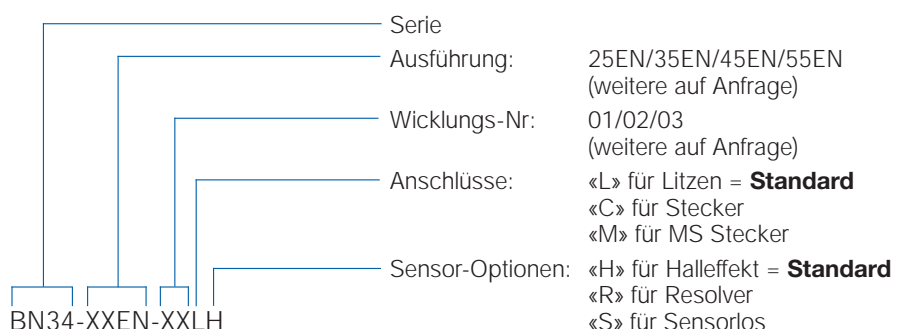 Serie
Ausführung: 25EN/35EN/45EN/55EN
(weitere auf Anfrage)
Wicklungs-Nr: 01/02/03
(weitere auf Anfrage)
Anschlüsse: «L» für Litzen = Standard
«C» für Stecker
«M» für MS Stecker
Sensor-Optionen: «H» für Halleffekt = Standard
«R» für Resolver
BN34-XXEN-XXLH «S» für Sensorlos